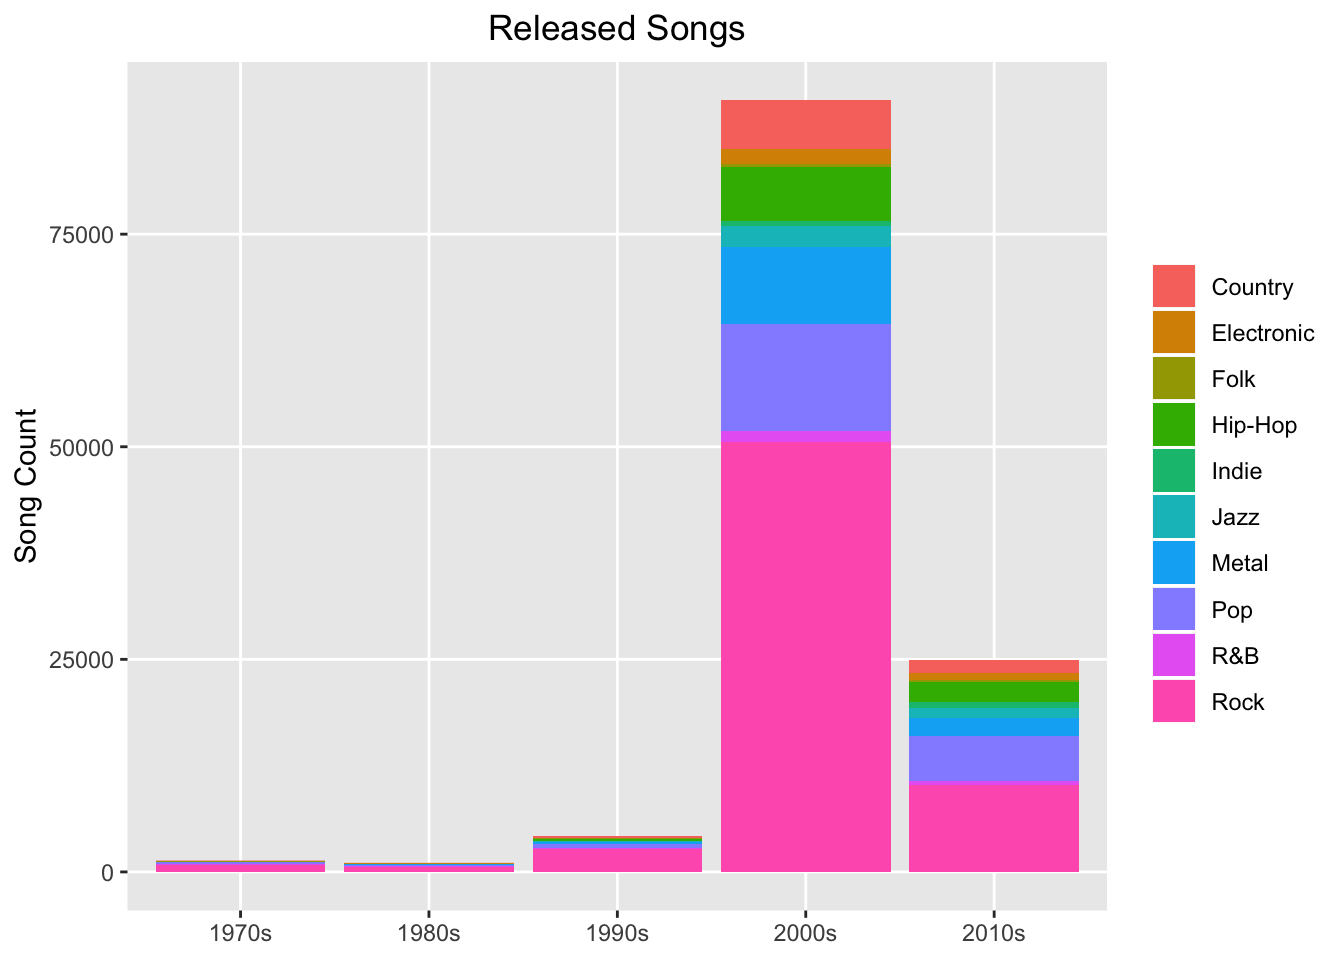 Released Songs
Song Count
75000
50000
25000
0
1970s 1980s 1990s 2000s 2010s
Country
Electronic
Folk
Hip-Hop
Indie
Jazz
Metal
Pop
R&B
Rock